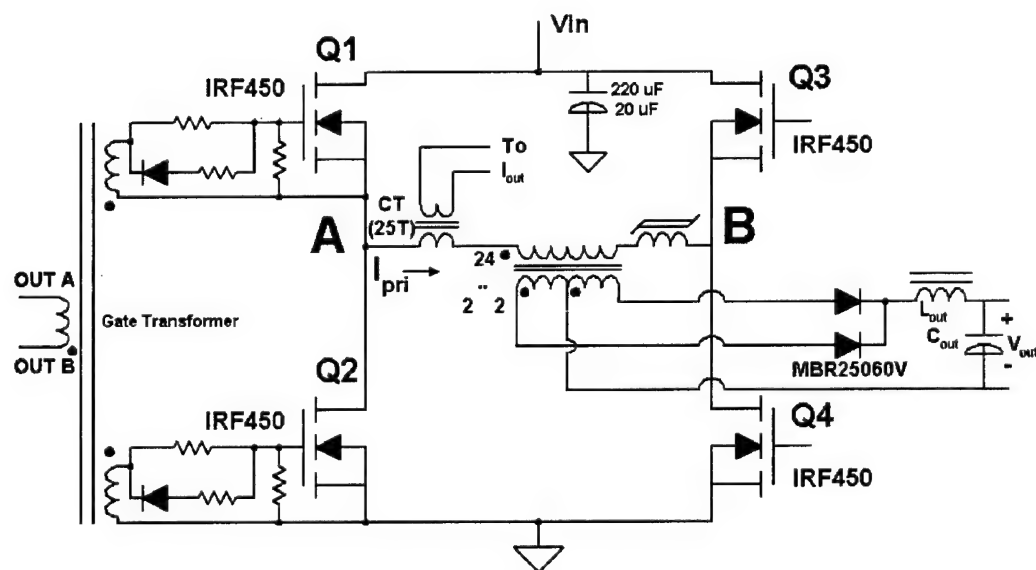 VIn
Q1
IRF450
220 uF
20 uF
Q3
IRF450
To
Iout
CT
(25T)
A
B
Ipri
24
..
2 2
OUT A
Gate Transformer
OUT B
Lout
Cout
+
Vout
-
MBR25060V
Q2
IRF450
Q4
IRF450